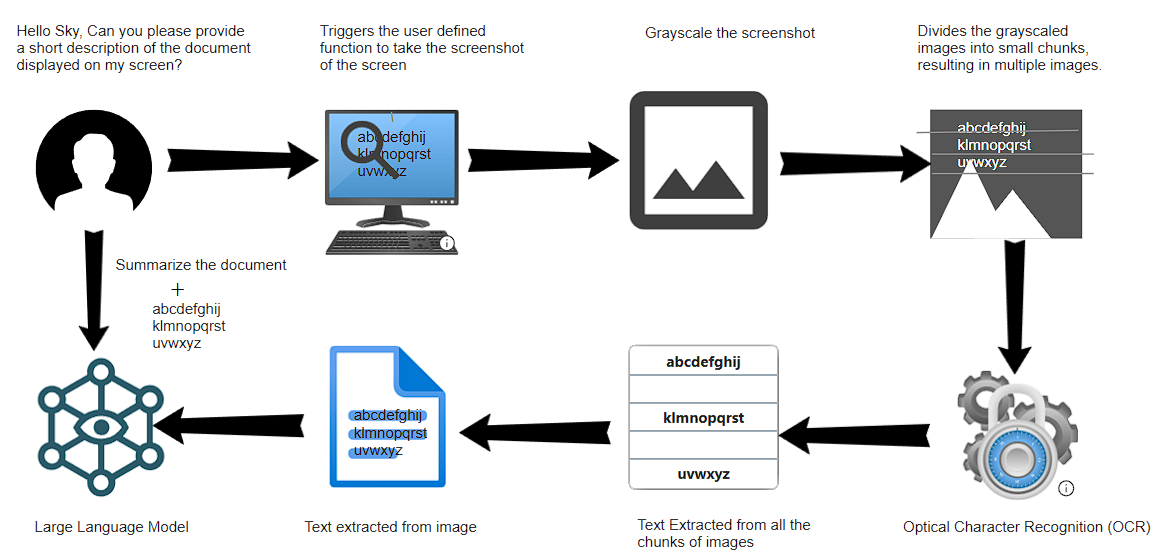 Hello Sky, Can you please provide
a short description of the document
displayed on my screen?
Triggers the user defined
function to take the screenshot
of the screen
Grayscale the screenshot
Divides the grayscaled
images into small chunks,
resulting in multiple images.
abcdefghij
klmnopqrst
uvwxyz
abcdefghij
klmnopqrst
uvwxyz
Summarize the document
+
abcdefghij
klmnopqrst
uvwxyz
abcdefghij
klmnopqrst
uvwxyz
abcdefghij
klmnopqrst
uvwxyz
Large Language Model
Text extracted from image
Text Extracted from all the
chunks of images
Optical Character Recognition (OCR)